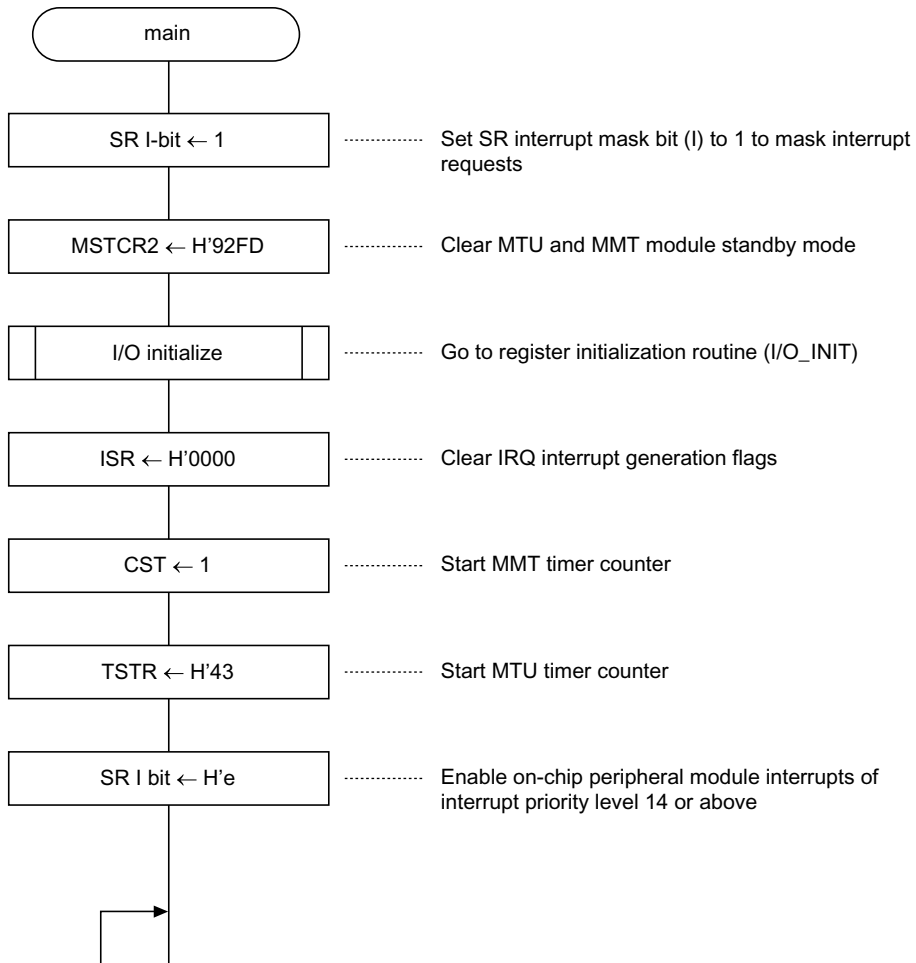 main
SR I-bit ← 1
Set SR interrupt mask bit (I) to 1 to mask interrupt
requests
MSTCR2 ← H'92FD
Clear MTU and MMT module standby mode
I/O initialize
Go to register initialization routine (I/O_INIT)
ISR ← H'0000
Clear IRQ interrupt generation flags
CST ← 1
Start MMT timer counter
TSTR ← H'43
Start MTU timer counter
SR I bit ← H'e
Enable on-chip peripheral module interrupts of
interrupt priority level 14 or above